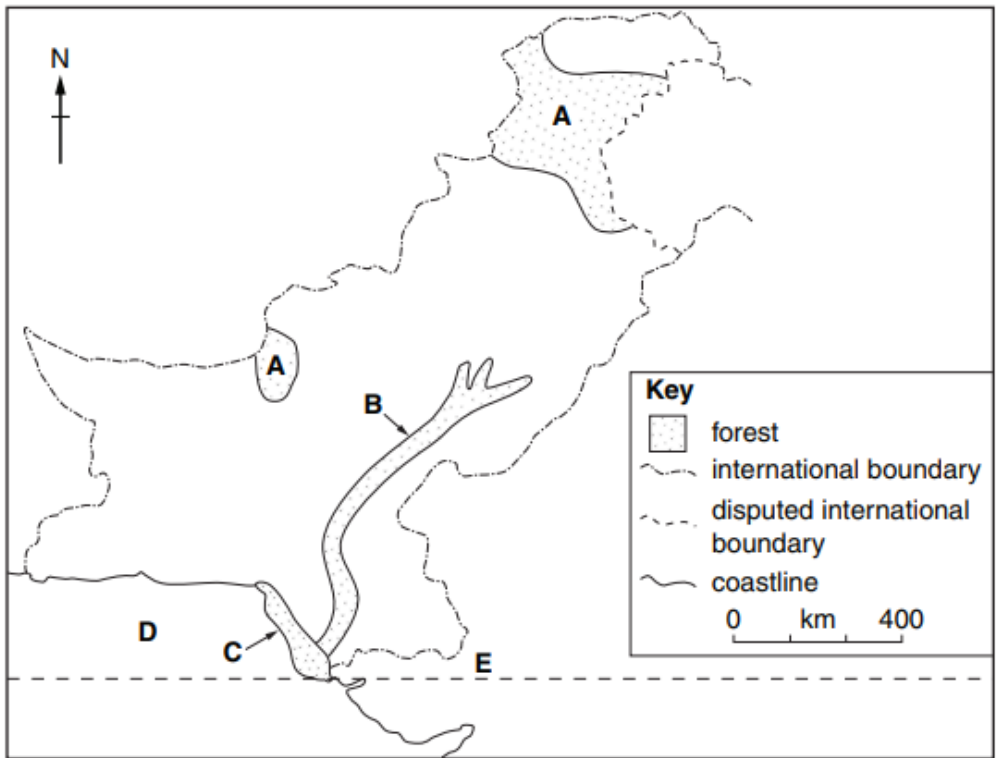 N
A
A
B
Key
forest
international boundary
disputed international
boundary
coastline
0 km 400
D
C
E